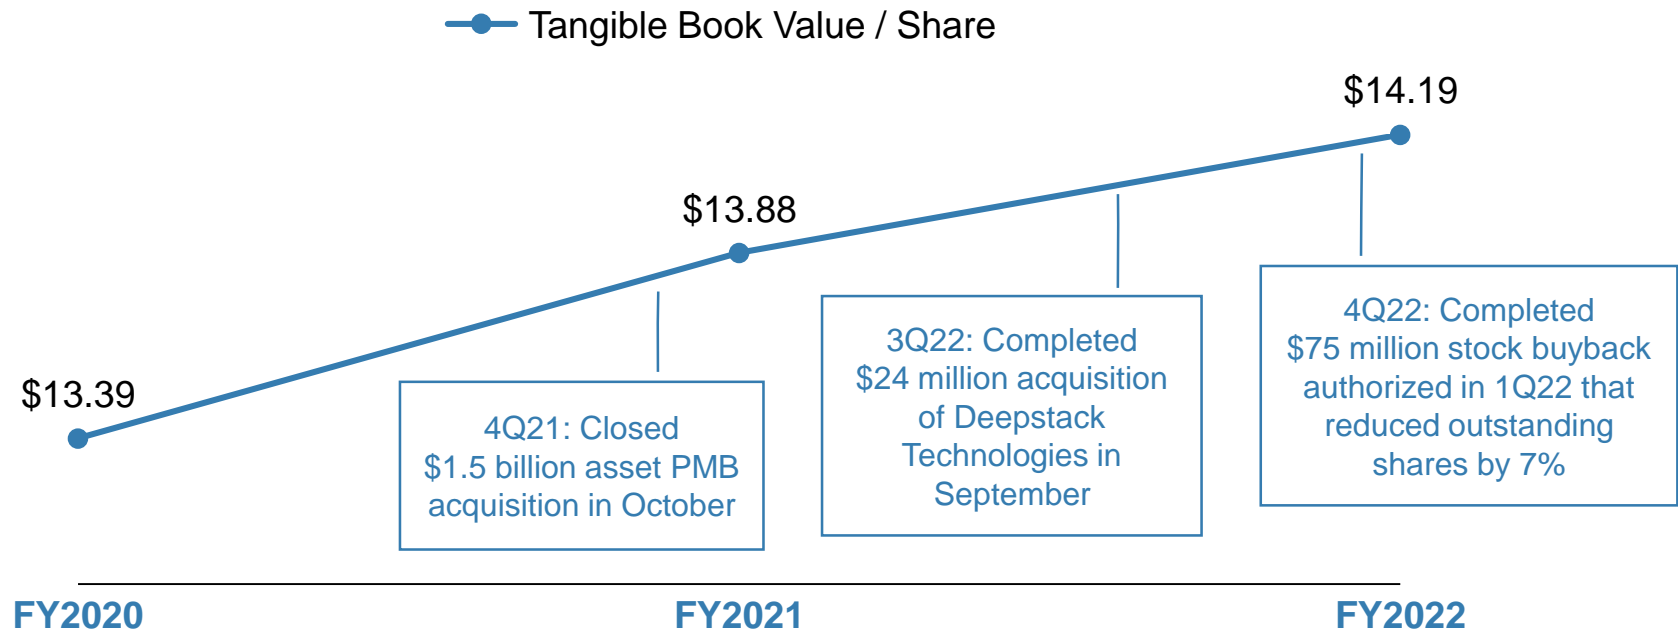 Tangible Book Value / Share
$14.19
$13.88
$13.39
4Q21: Closed
$1.5 billion asset PMB
acquisition in October
3Q22: Completed
$24 million acquisition
of Deepstack
Technologies in
September
4Q22: Completed
$75 million stock buyback
authorized in 1Q22 that
reduced outstanding
shares by 7%
FY2020
FY2021
FY2022